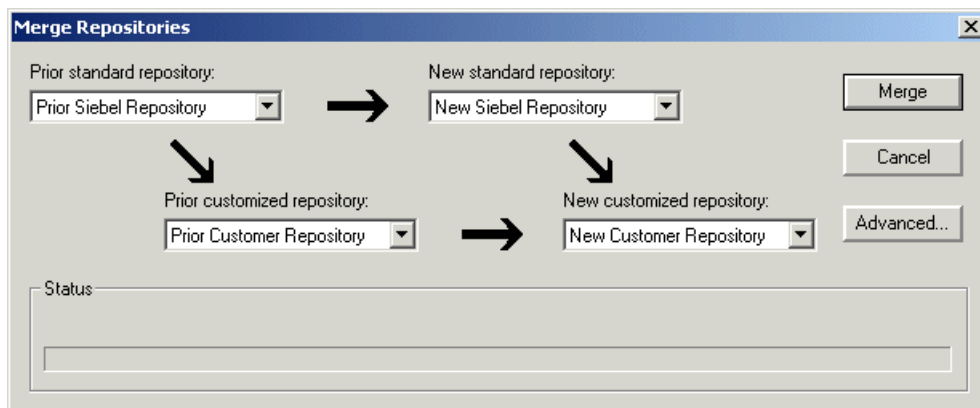 Merge Repositories
Prior standard repository:
New standard repository:
Prior Siebel Repository
New Siebel Repository
Merge
Cancel
Prior customized repository:
New customized repository:
Prior Customer Repository
New Customer Repository
Advanced...
Status